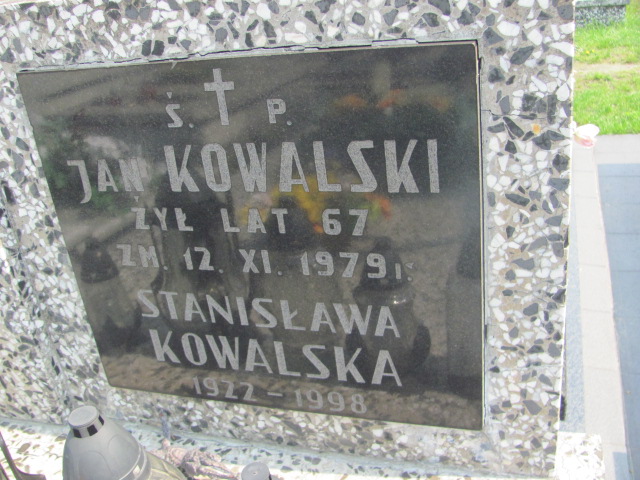 Ś. P.
JAN KOWALSKI
ŻYŁ LAT 67
ZM. 12. XI. 1979 r.
STANISŁAWA
KOWALSKA
1922 - 1998